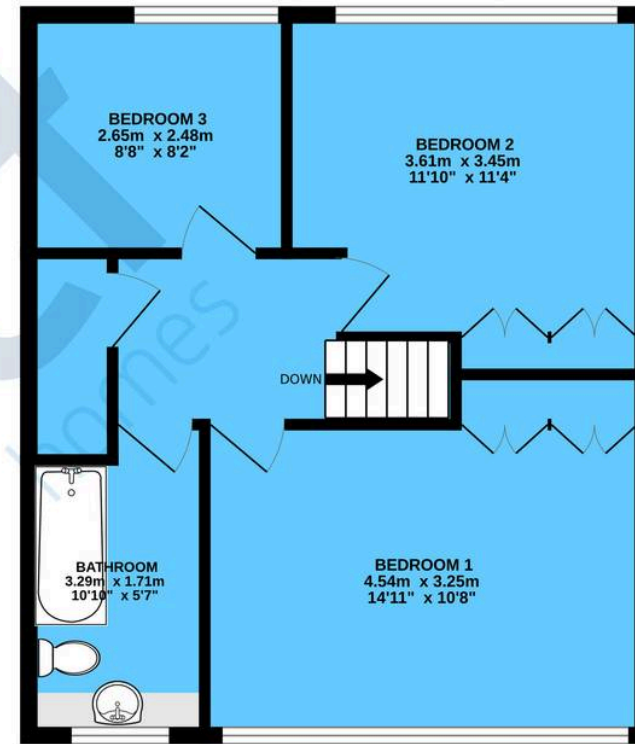 BEDROOM 3
2.65m x 2.48m
8'8" x 8'2"
BEDROOM 2
3.61m x 3.45m
11'10" x 11'4"
DOWN
homes
BATHROOM
3.29m x 1.71m
10'10" x 5'7"
BEDROOM 1
4.54m x 3.25m
14'11" x 10'8"